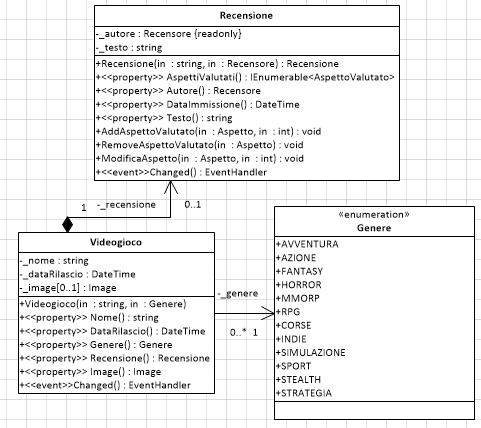 Recensione
-_autore : Recensore {readonly}
-_testo : string
+Recensione(in : string, in : Recensore) : Recensione
+<<property>> AspettiValutati() : IEnumerable<AspettoValutato>
+<<property>> Autore() : Recensore
+<<property>> DataImmissione() : DateTime
+<<property>> Testo() : string
+AddAspettoValutato(in : Aspetto, in : int) : void
+RemoveAspettoValutato(in : Aspetto) : void
+ModificaAspetto(in : Aspetto, in : int) : void
+<<event>>Changed() : EventHandler
1 -_recensione 0..1
Videogioco
-_nome : string
-_dataRilascio : DateTime
-_image[0..1] : Image
+Videogioco(in : string, in : Genere)
+<<property>> Nome() : string
+<<property>> DataRilascio() : DateTime
+<<property>> Genere() : Genere
+<<property>> Recensione() : Recensione
+<<property>> Image() : Image
+<<event>>Changed() : EventHandler
-_genere
0..* 1
«enumeration»
Genere
+AVVENTURA
+AZIONE
+FANTASY
+HORROR
+MMORP
+RPG
+CORSE
+INDIE
+SIMULAZIONE
+SPORT
+STEALTH
+STRATEGIA